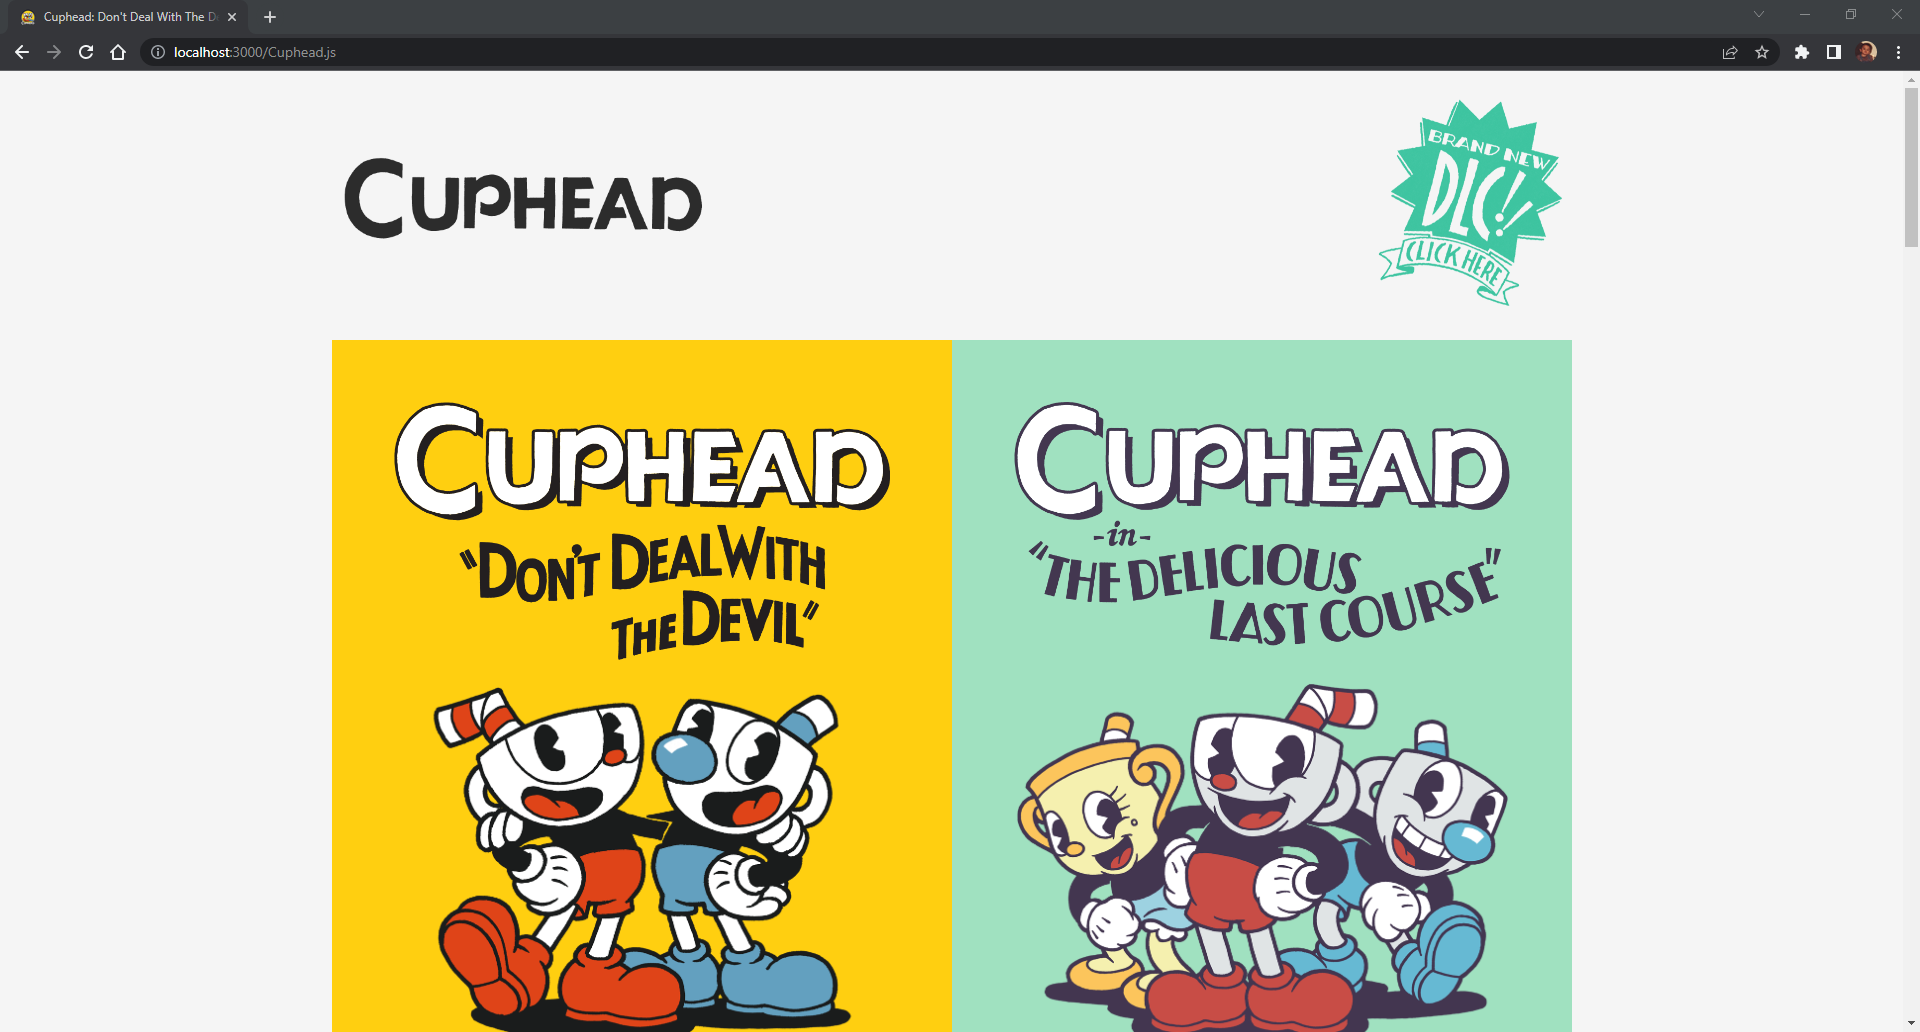 Cuphead: Don't Deal With The D
localhost:3000/Cuphead.js
CUPHEAD
BRAND NEW
DLC!!
CLICK HERE
CUPHEAD
"DON'T DEAL WITH
THE DEVIL"
CUPHEAD
-in-
"THE DELICIOUS
LAST COURSE"